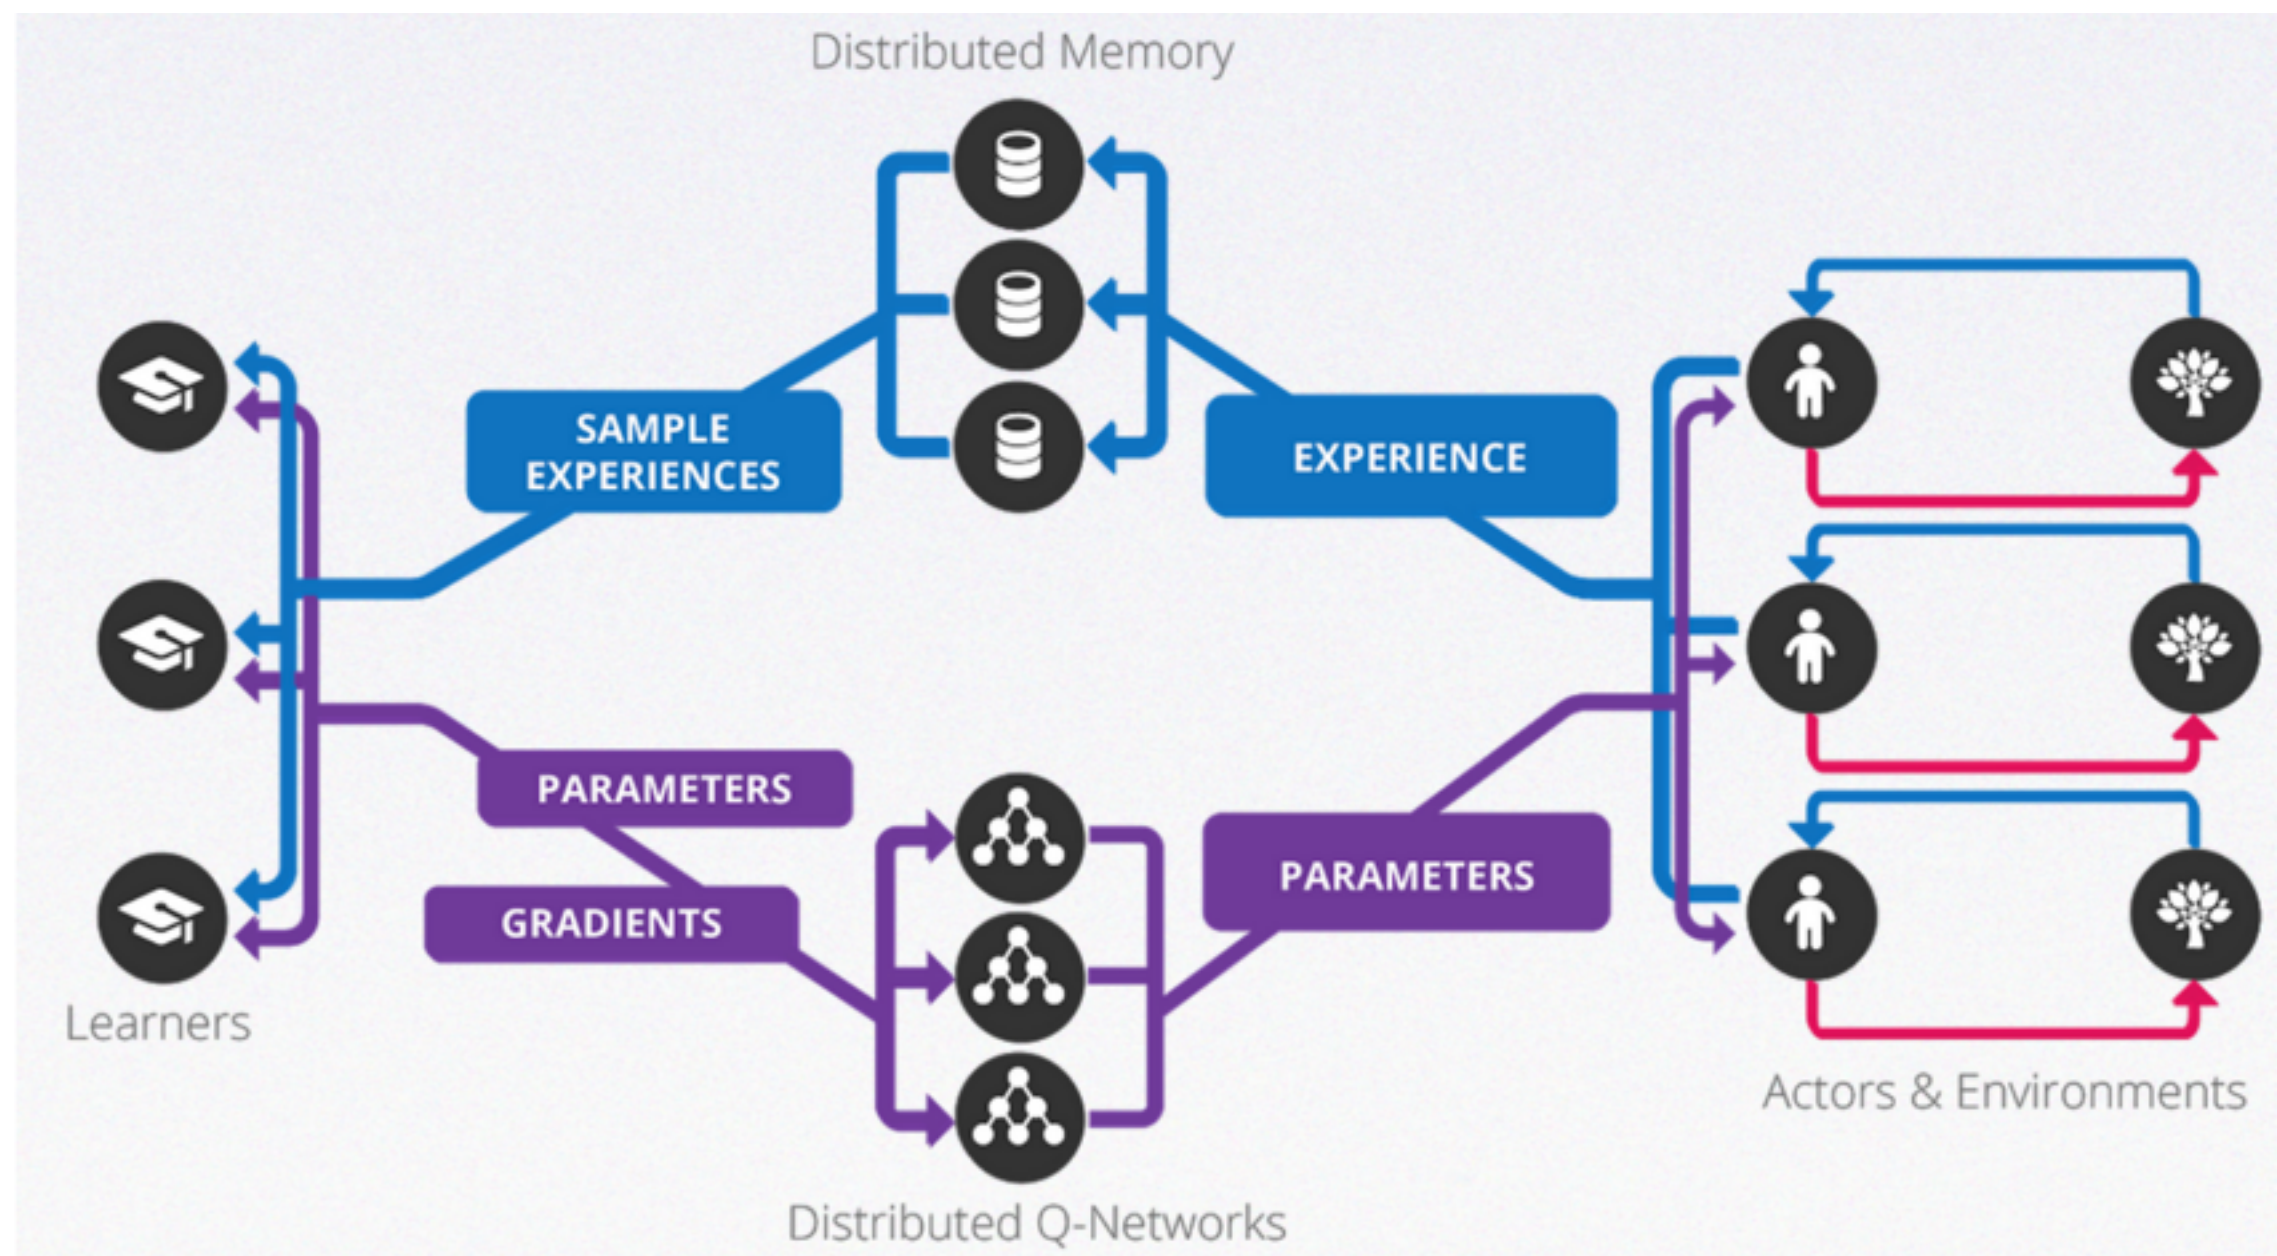 Distributed Memory
SAMPLE
EXPERIENCES
EXPERIENCE
PARAMETERS
GRADIENTS
PARAMETERS
Learners
Actors & Environments
Distributed Q-Networks